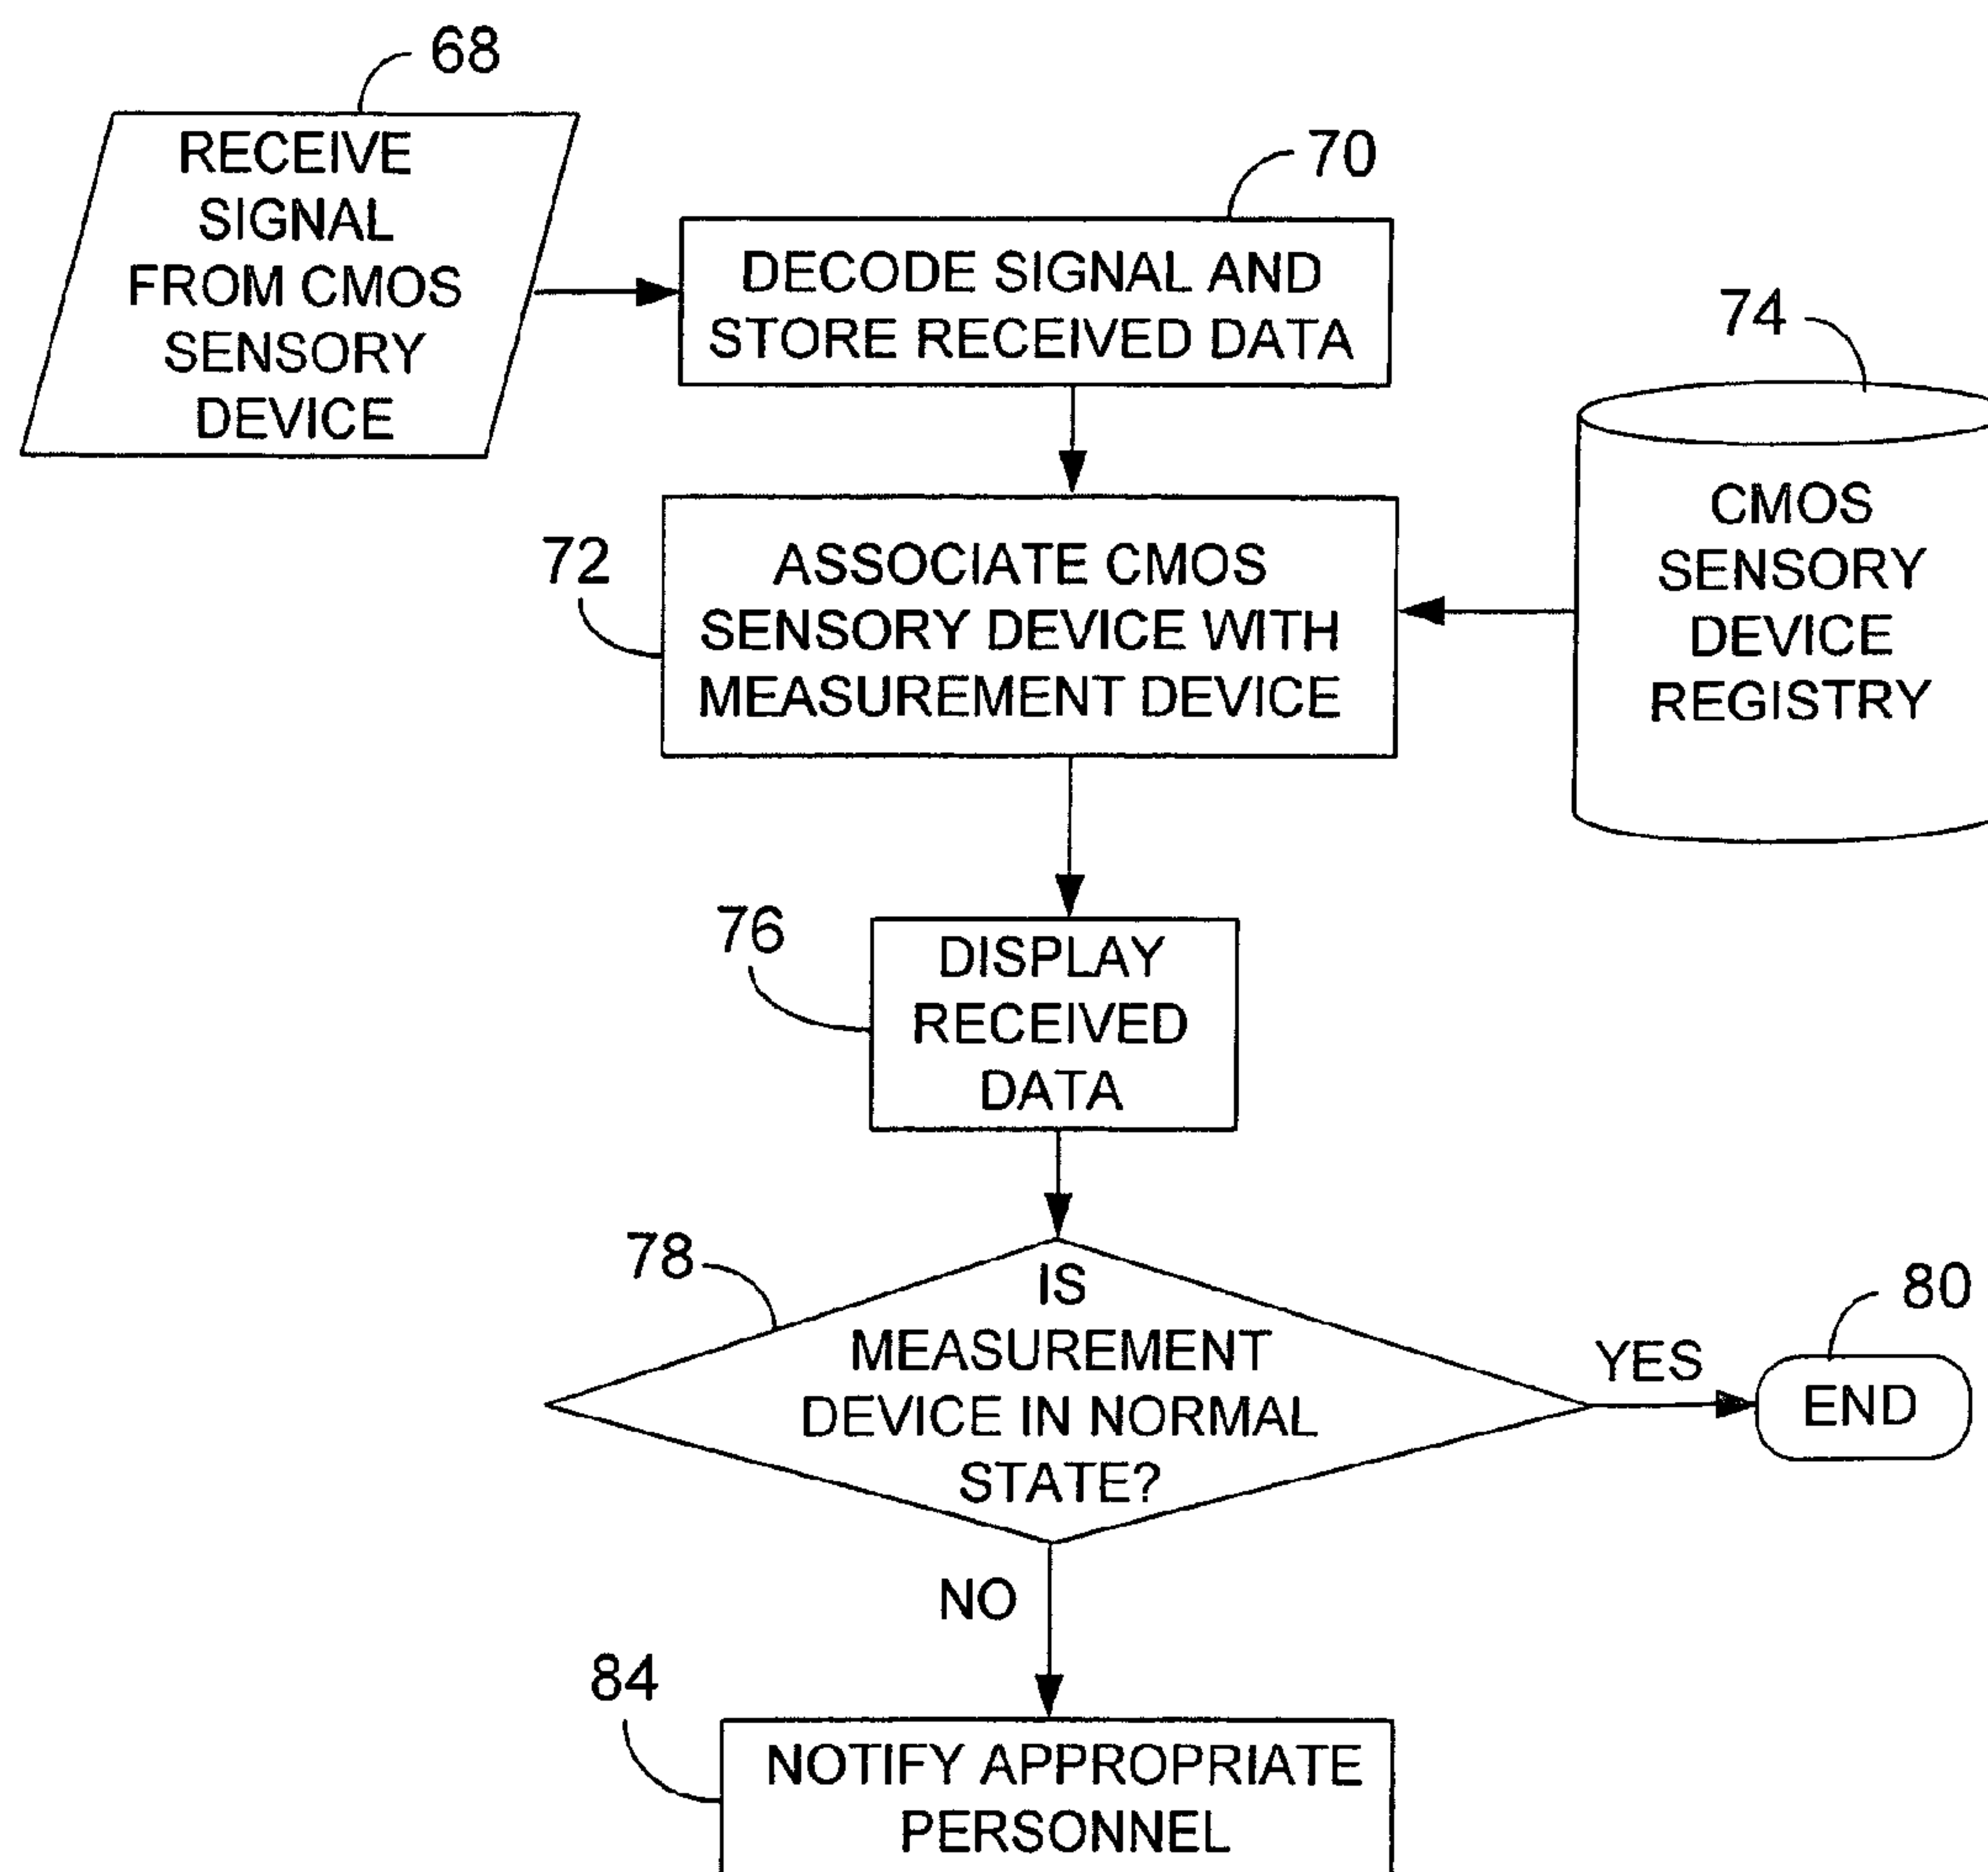 68
RECEIVE
SIGNAL
FROM CMOS
SENSORY
DEVICE
70
DECODE SIGNAL AND
STORE RECEIVED DATA
74
CMOS
SENSORY
DEVICE
REGISTRY
72
ASSOCIATE CMOS
SENSORY DEVICE WITH
MEASUREMENT DEVICE
76
DISPLAY
RECEIVED
DATA
78
IS
MEASUREMENT
DEVICE IN NORMAL
STATE?
YES
80
END
NO
84
NOTIFY APPROPRIATE
PERSONNEL